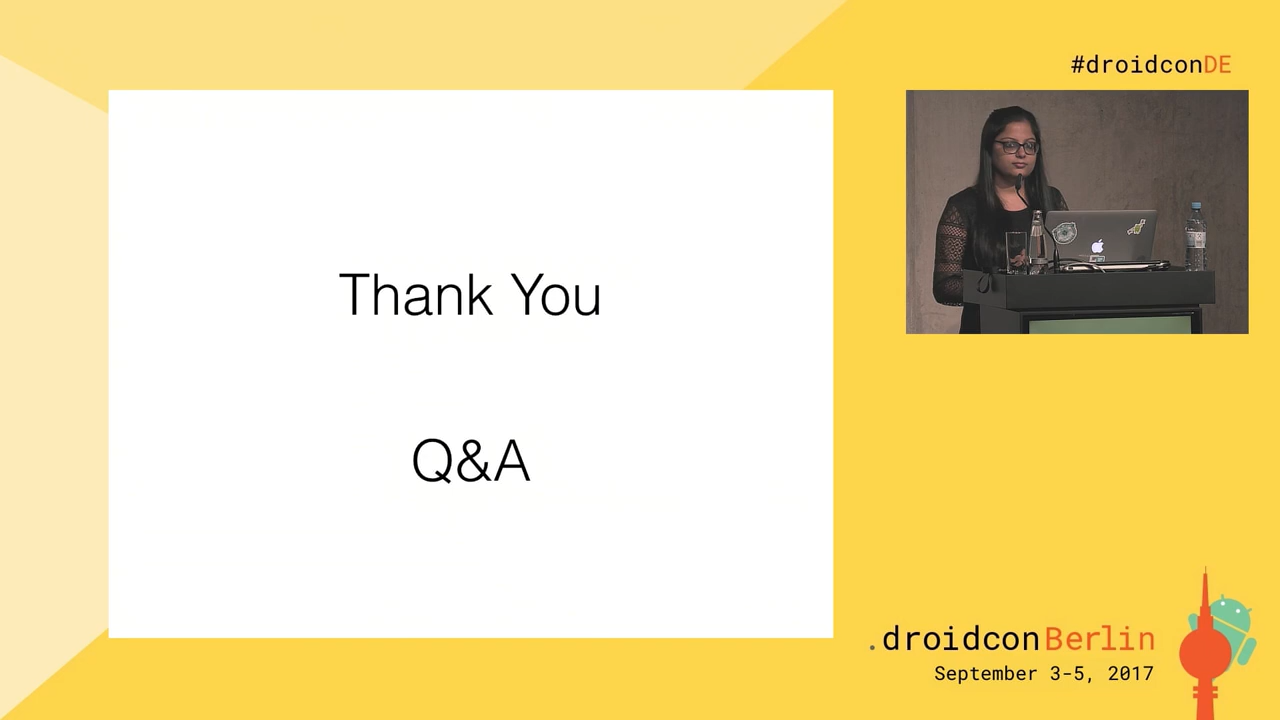 #droidconDE
Thank You
Q&A
.droidconBerlin
September 3-5, 2017